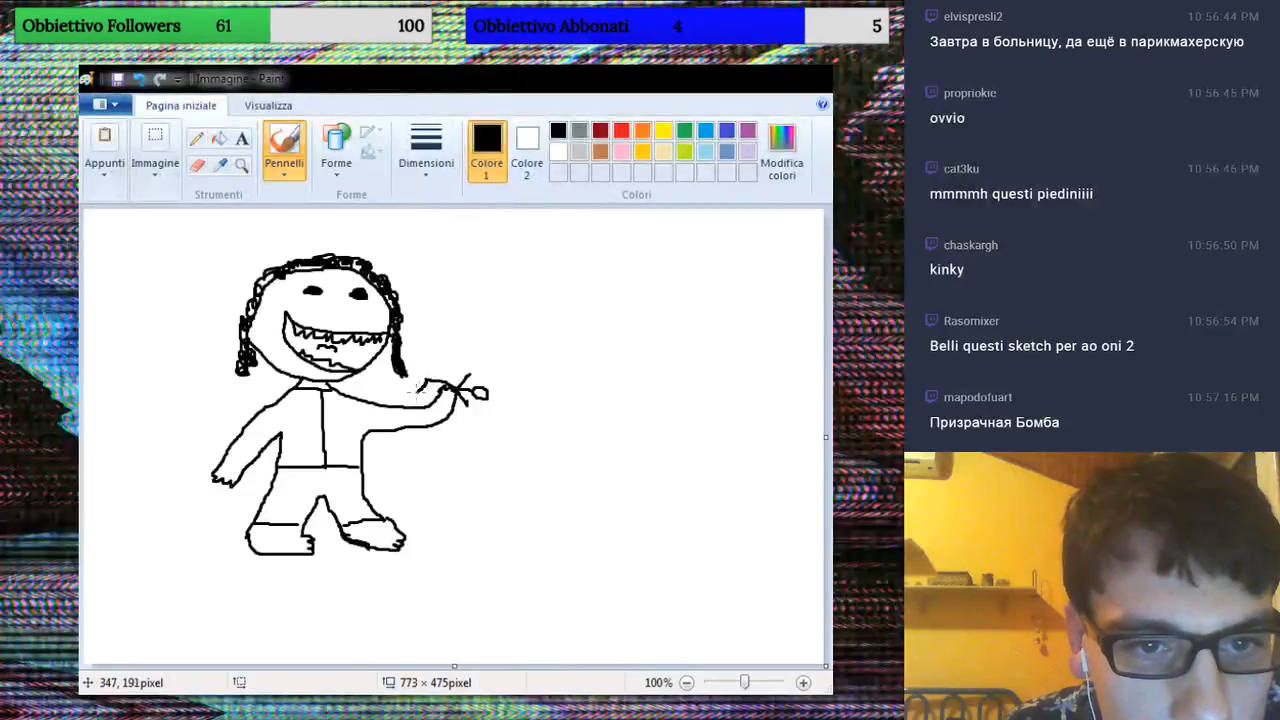 Obbiettivo Followers 61 100
Obbiettivo Abbonati 4 5
Immagine - Paint
Pagina iniziale Visualizza
Appunti
Immagine
Strumenti
Pennelli
Forme
Forme
Dimensioni
Colore 1
Colore 2
Modifica colori
Colori
347, 191pixel
773 × 475pixel
100%
elvispresli2 10:56:44 PM
Завтра в больницу, да ещё в парикмахерскую
propriokie 10:56:45 PM
ovvio
cat3ku 10:56:46 PM
mmmmh questi piediniiii
chaskargh 10:56:50 PM
kinky
Rasomixer 10:56:54 PM
Belli questi sketch per ao oni 2
mapodofuart 10:57:16 PM
Призрачная Бомба